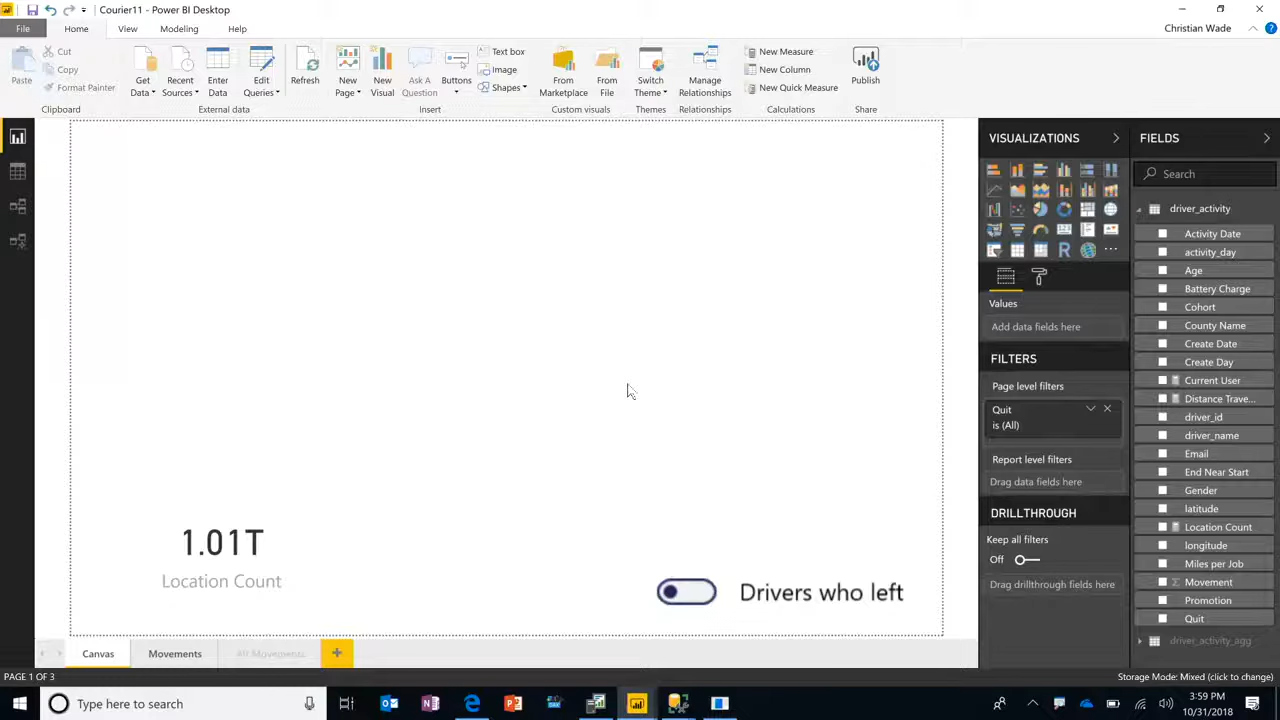 Courier11 - Power BI Desktop
File
Home
View
Modeling
Help
Christian Wade
Paste
Cut
Copy
Format Painter
Clipboard
Get Data
Recent Sources
Enter Data
Edit Queries
External data
Refresh
New Page
New Visual
Ask A Question
Buttons
Text box
Image
Shapes
Insert
From Marketplace
From File
Custom visuals
Switch Theme
Themes
Manage Relationships
Relationships
New Measure
New Column
New Quick Measure
Calculations
Publish
Share
1.01T
Location Count
Drivers who left
Canvas
Movements
All Movements
VISUALIZATIONS
R
Values
Add data fields here
FILTERS
Page level filters
Quit
is (All)
Report level filters
Drag data fields here
DRILLTHROUGH
Keep all filters
Off
Drag drillthrough fields here
FIELDS
Search
driver_activity
Activity Date
activity_day
Age
Battery Charge
Cohort
County Name
Create Date
Create Day
Current User
Distance Trave...
driver_id
driver_name
Email
End Near Start
Gender
latitude
Location Count
longitude
Miles per Job
Movement
Promotion
Quit
driver_activity_agg
PAGE 1 OF 3
Storage Mode: Mixed (click to change)
Type here to search
3:59 PM
10/31/2018